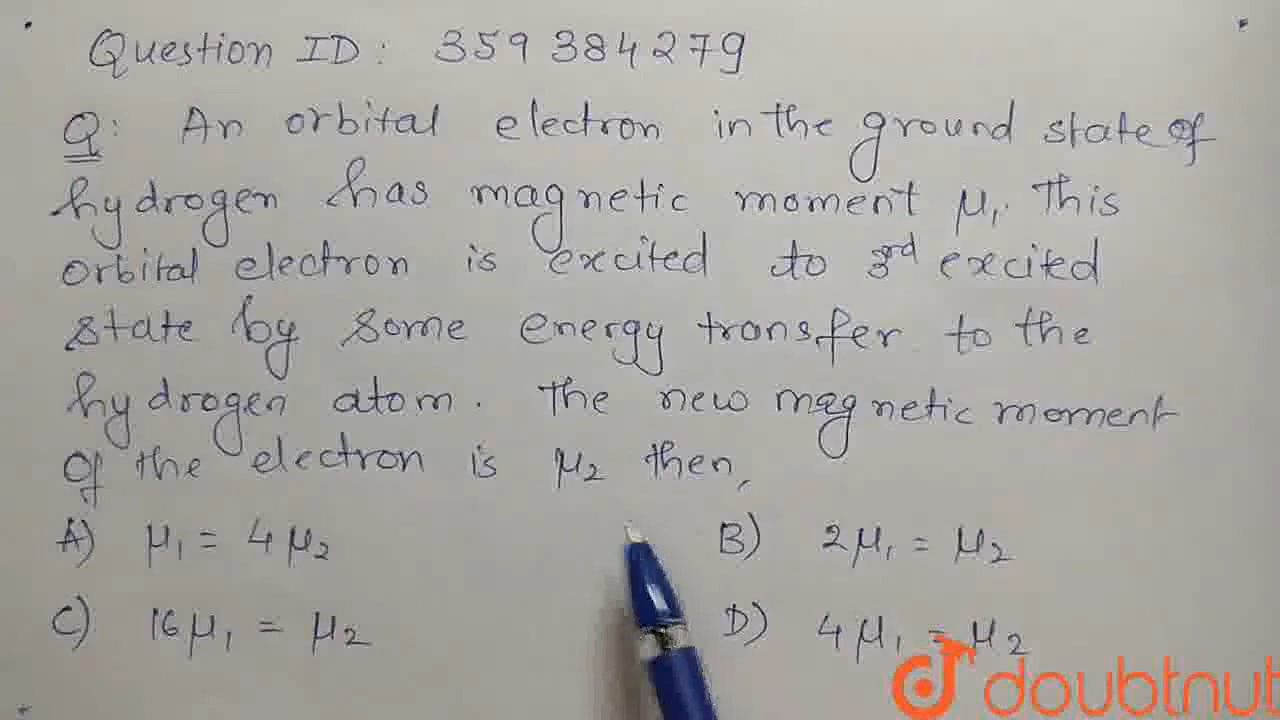 Question ID: 359384279
Q: An orbital electron in the ground state of
hydrogen has magnetic moment μ₁. This
orbital electron is excited to 3rd excited
state by some energy transfer to the
hydrogen atom. The new magnetic moment
of the electron is μ₂ then,
A) μ₁ = 4μ₂ B) 2μ₁ = μ₂
C) 16μ₁ = μ₂ D) 4μ₁ = μ₂
doubtnut